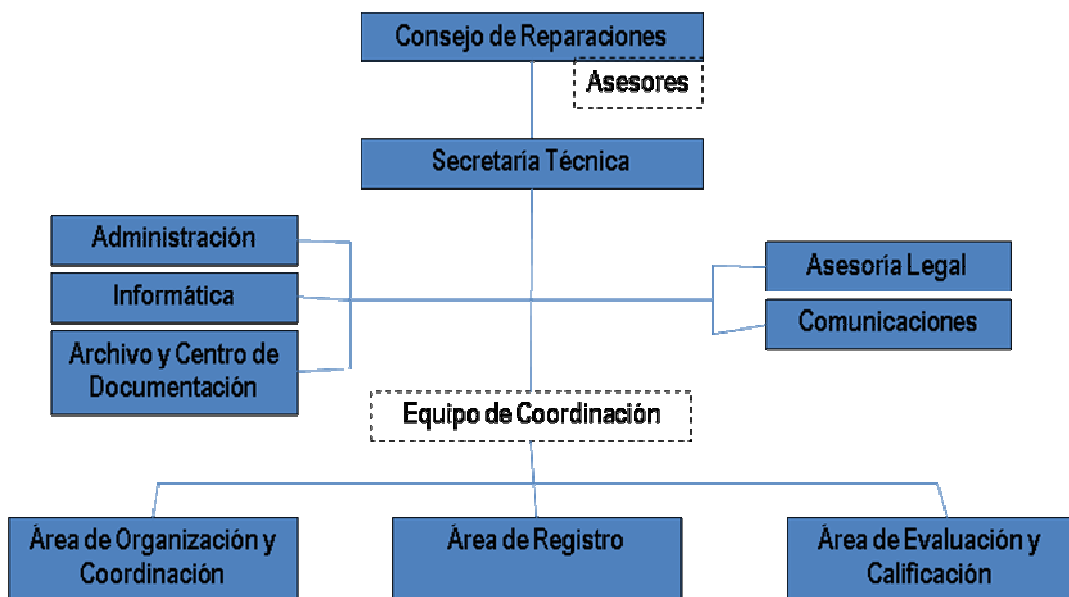 Consejo de Reparaciones
Asesores
Secretaría Técnica
Administración
Informática
Archivo y Centro de
Documentación
Asesoría Legal
Comunicaciones
Equipo de Coordinación
Área de Organización y
Coordinación
Área de Registro
Área de Evaluación y
Calificación